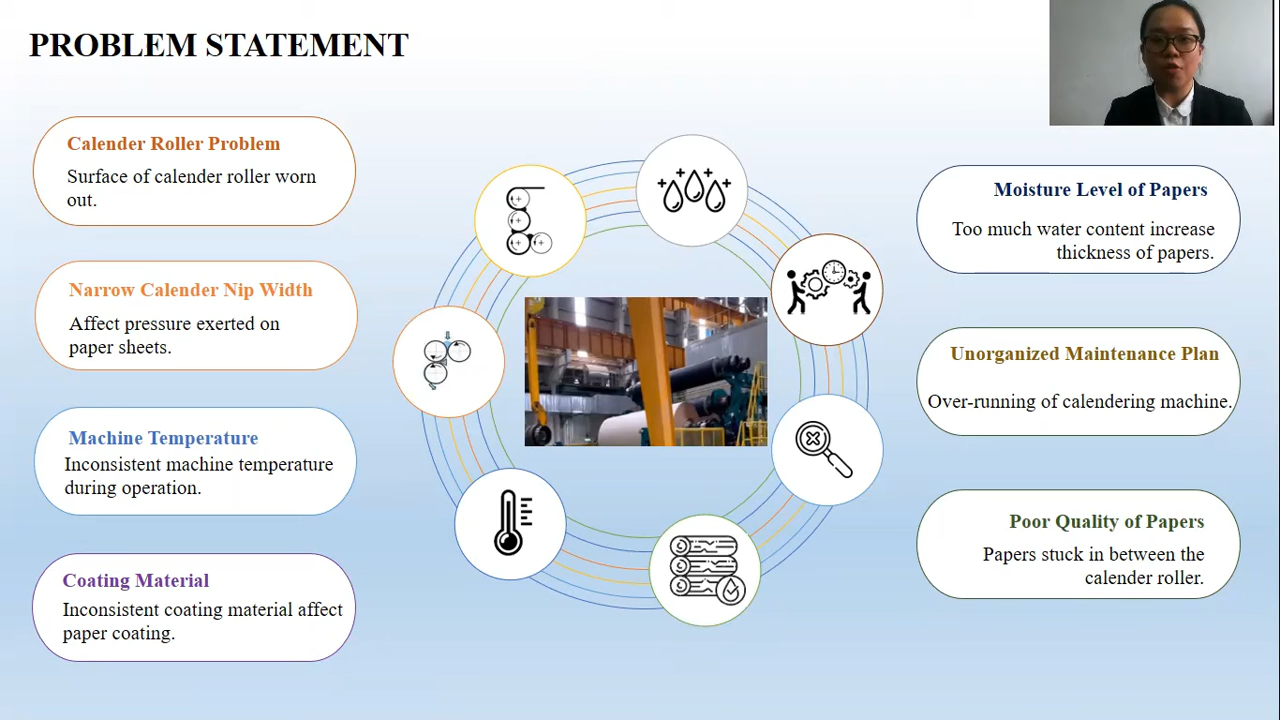 PROBLEM STATEMENT
Calender Roller Problem
Surface of calender roller worn
out.
Narrow Calender Nip Width
Affect pressure exerted on
paper sheets.
Machine Temperature
Inconsistent machine temperature
during operation.
Coating Material
Inconsistent coating material affect
paper coating.
Moisture Level of Papers
Too much water content increase
thickness of papers.
Unorganized Maintenance Plan
Over-running of calendering machine.
Poor Quality of Papers
Papers stuck in between the
calender roller.